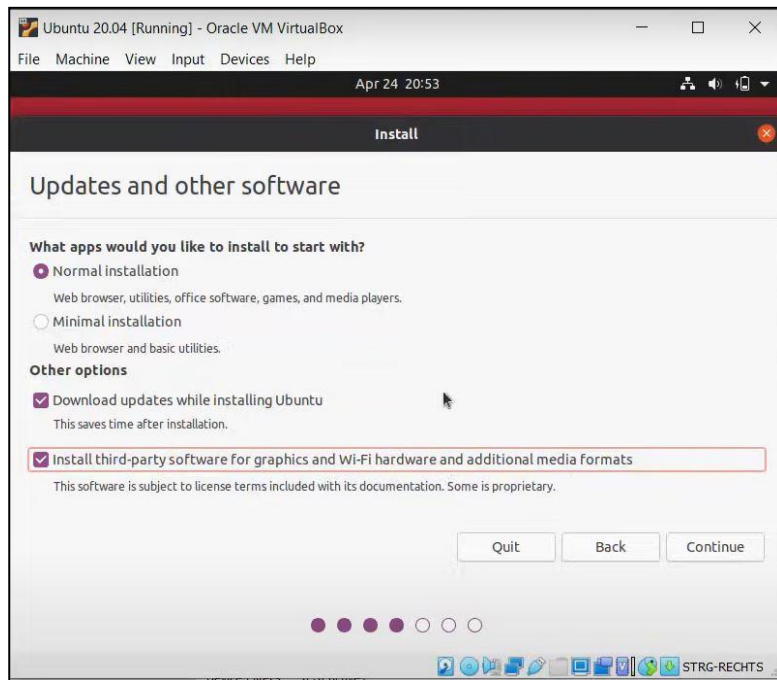 Ubuntu 20.04 [Running] - Oracle VM VirtualBox
File Machine View Input Devices Help
Apr 24 20:53
Install
Updates and other software
What apps would you like to install to start with?
Normal installation
Web browser, utilities, office software, games, and media players.
Minimal installation
Web browser and basic utilities.
Other options
Download updates while installing Ubuntu
This saves time after installation.
Install third-party software for graphics and Wi-Fi hardware and additional media formats
This software is subject to license terms included with its documentation. Some is proprietary.
Quit Back Continue
STRG-RECHTS